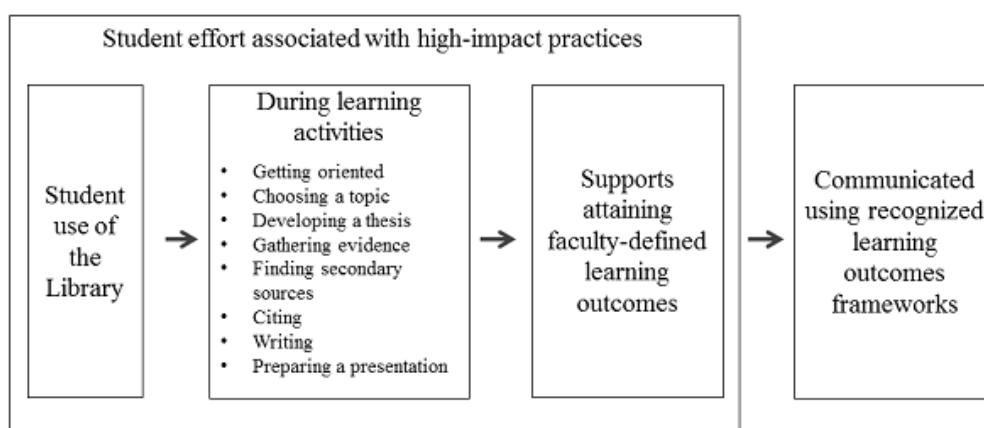 Student effort associated with high-impact practices
Student
use of
the
Library
During learning
activities
• Getting oriented
• Choosing a topic
• Developing a thesis
• Gathering evidence
• Finding secondary
sources
• Citing
• Writing
• Preparing a presentation
Supports
attaining
faculty-defined
learning
outcomes
Communicated
using recognized
learning
outcomes
frameworks